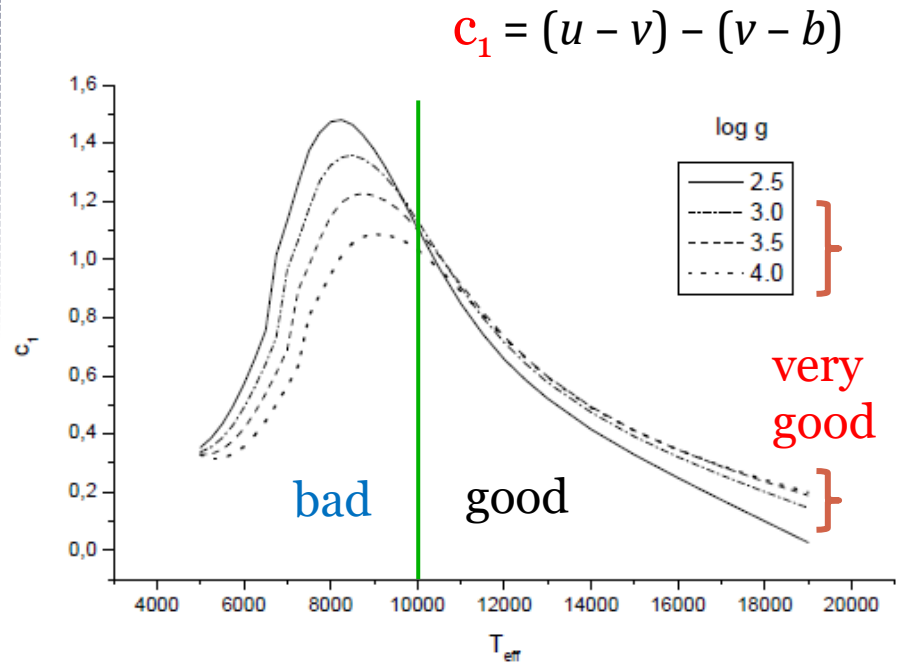 c₁ = (u – v) – (v – b)
1,6
1,4
1,2
1,0
0,8
0,6
0,4
0,2
0,0
c₁
log g
2.5
3.0
3.5
4.0
very
good
bad
good
4000 6000 8000 10000 12000 14000 16000 18000 20000
T_eff